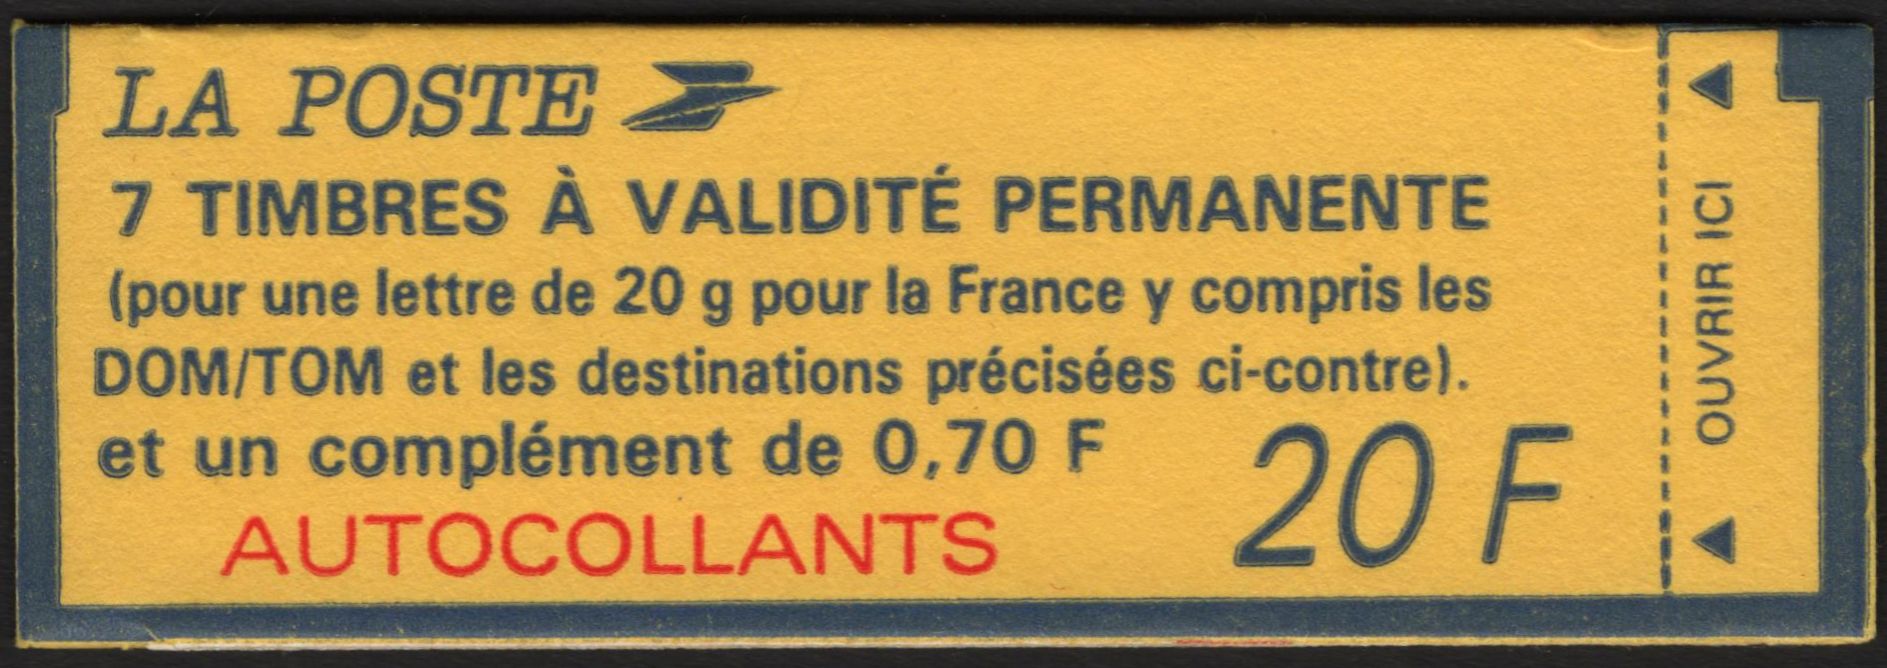 LA POSTE
7 TIMBRES À VALIDITÉ PERMANENTE
(pour une lettre de 20 g pour la France y compris les
DOM/TOM et les destinations précisées ci-contre).
et un complément de 0,70 F
20 F
AUTOCOLLANTS
OUVRIR ICI